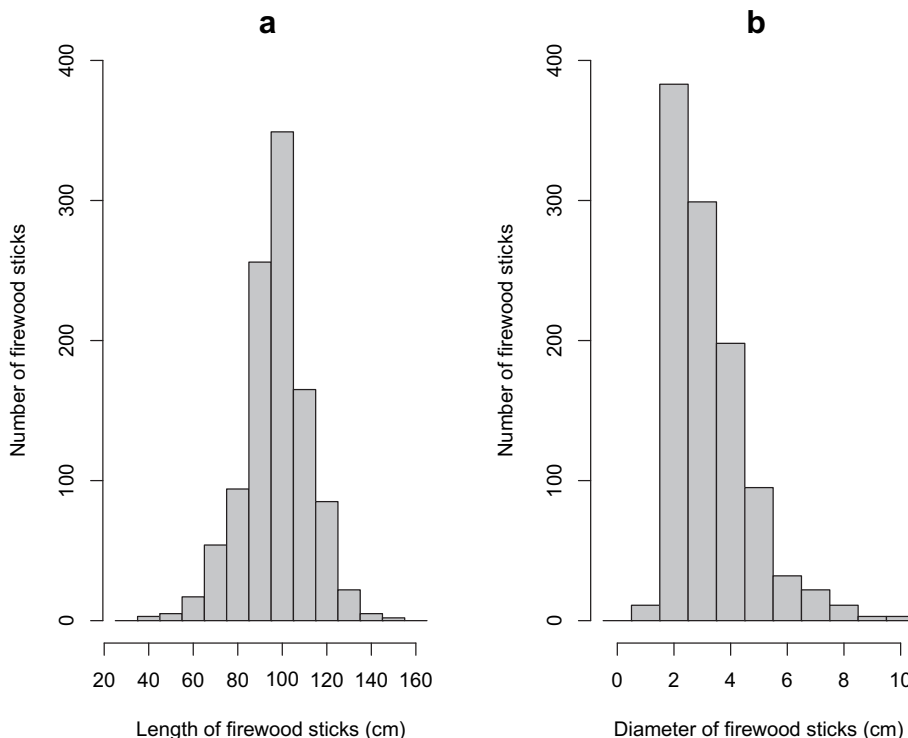 a
b
400
300
200
100
0
Number of firewood sticks
20 40 60 80 100 120 140 160
Length of firewood sticks (cm)
400
300
200
100
0
Number of firewood sticks
0 2 4 6 8 10
Diameter of firewood sticks (cm)